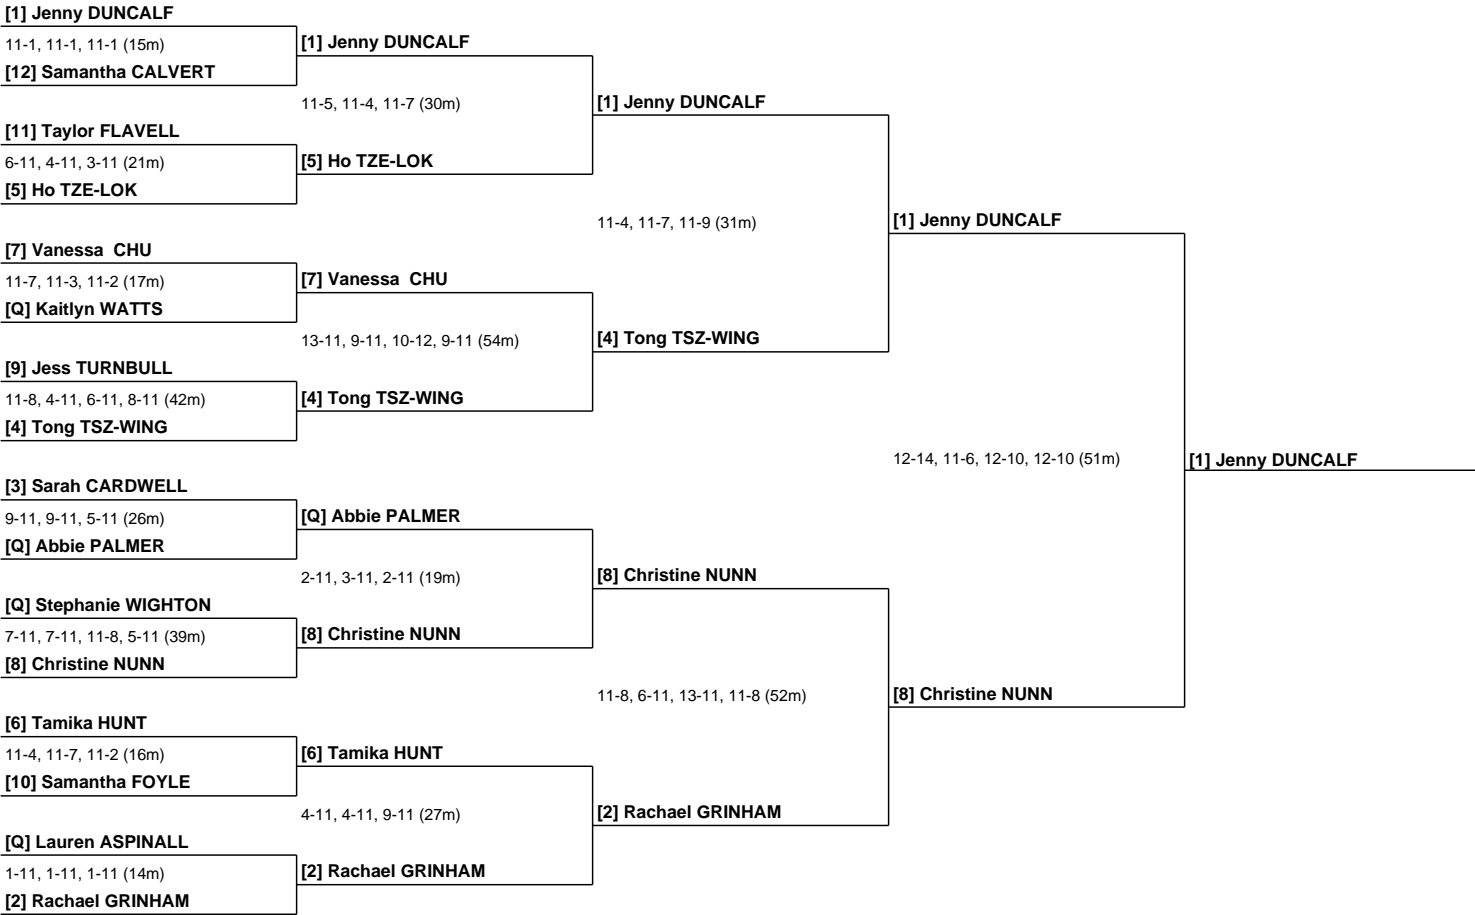 [1] Jenny DUNCALF
11-1, 11-1, 11-1 (15m)
[12] Samantha CALVERT
[11] Taylor FLAVELL
6-11, 4-11, 3-11 (21m)
[5] Ho TZE-LOK
[7] Vanessa  CHU
11-7, 11-3, 11-2 (17m)
[Q] Kaitlyn WATTS
[9] Jess TURNBULL
11-8, 4-11, 6-11, 8-11 (42m)
[4] Tong TSZ-WING
[3] Sarah CARDWELL
9-11, 9-11, 5-11 (26m)
[Q] Abbie PALMER
[Q] Stephanie WIGHTON
7-11, 7-11, 11-8, 5-11 (39m)
[8] Christine NUNN
[6] Tamika HUNT
11-4, 11-7, 11-2 (16m)
[10] Samantha FOYLE
[Q] Lauren ASPINALL
1-11, 1-11, 1-11 (14m)
[2] Rachael GRINHAM
[1] Jenny DUNCALF
11-5, 11-4, 11-7 (30m)
[5] Ho TZE-LOK
[7] Vanessa  CHU
13-11, 9-11, 10-12, 9-11 (54m)
[4] Tong TSZ-WING
[Q] Abbie PALMER
2-11, 3-11, 2-11 (19m)
[8] Christine NUNN
[6] Tamika HUNT
4-11, 4-11, 9-11 (27m)
[2] Rachael GRINHAM
[1] Jenny DUNCALF
11-4, 11-7, 11-9 (31m)
[4] Tong TSZ-WING
[8] Christine NUNN
11-8, 6-11, 13-11, 11-8 (52m)
[2] Rachael GRINHAM
[1] Jenny DUNCALF
12-14, 11-6, 12-10, 12-10 (51m)
[8] Christine NUNN
[1] Jenny DUNCALF